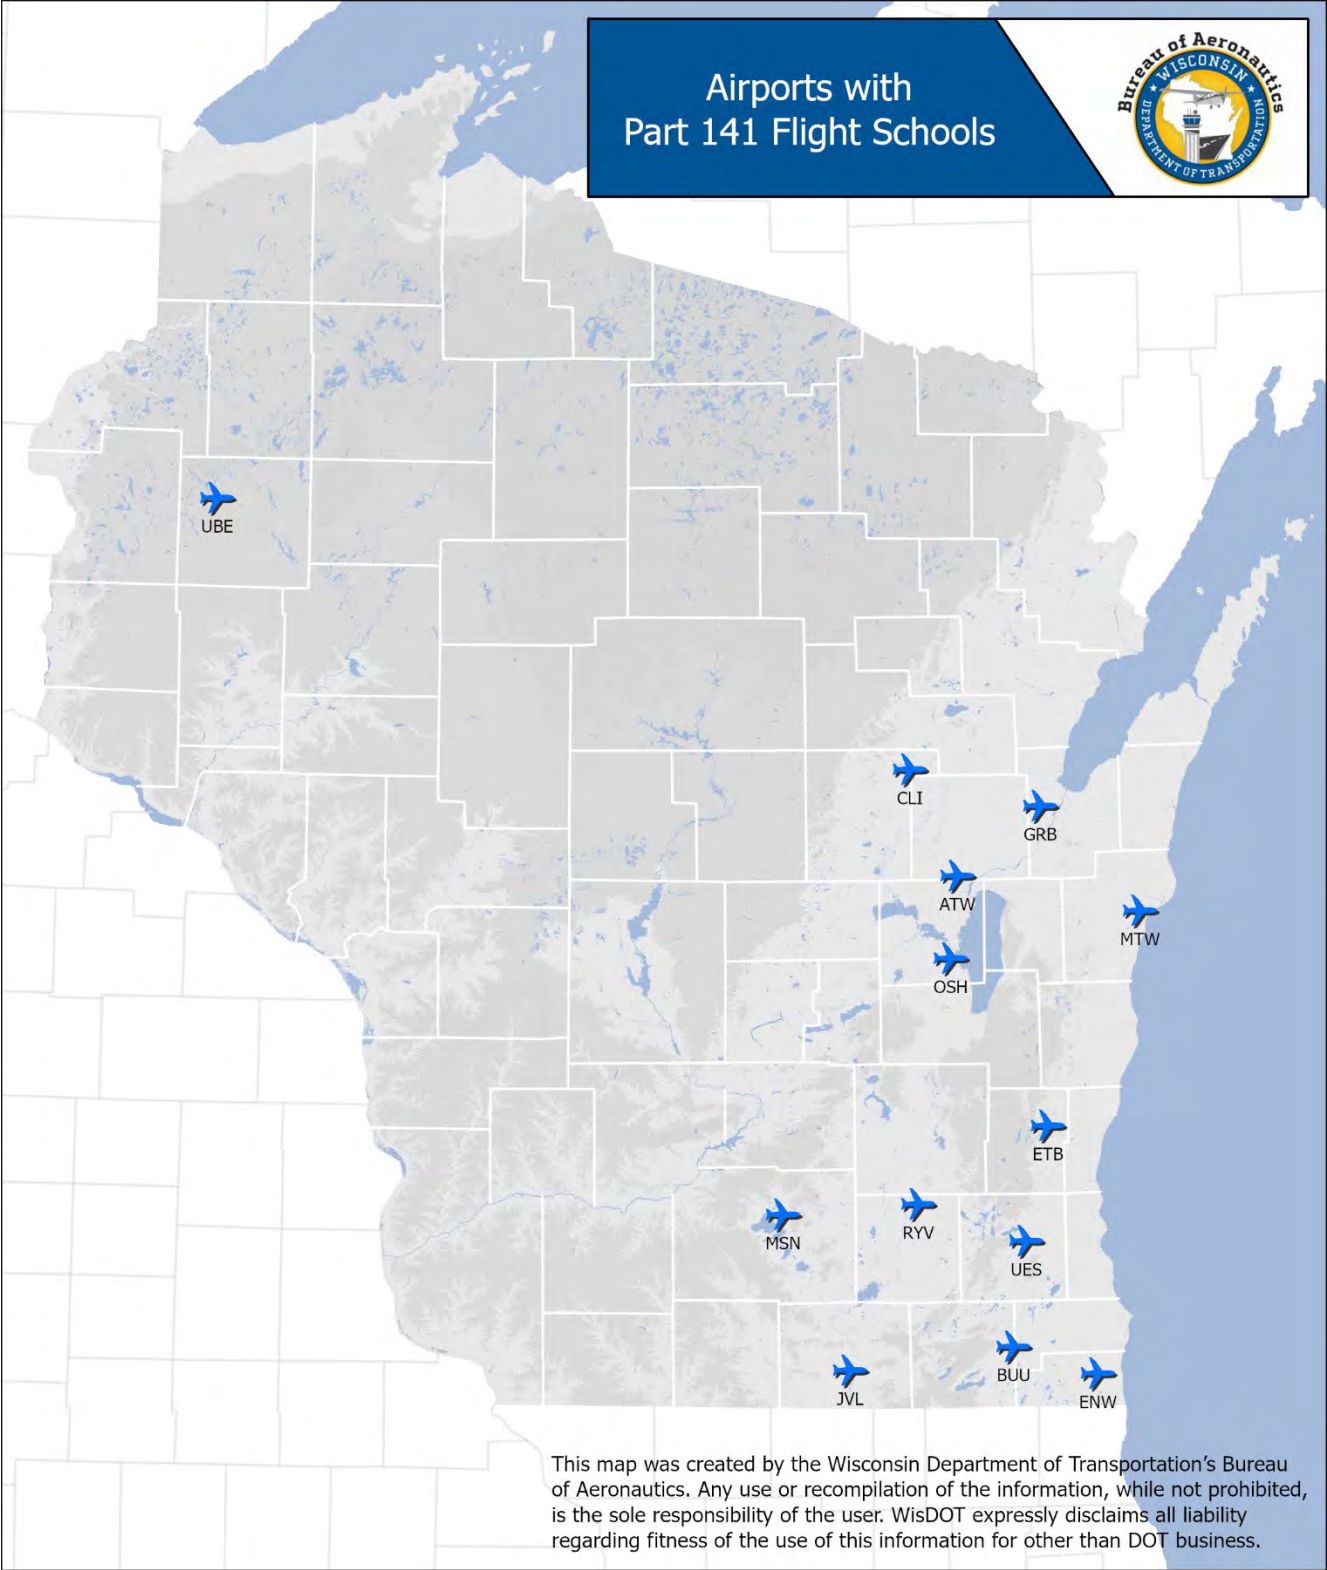 Airports with
Part 141 Flight Schools
Bureau of Aeronautics
WISCONSIN
DEPARTMENT OF TRANSPORTATION
UBE
CLI
GRB
ATW
MTW
OSH
ETB
MSN
RYV
UES
JVL
BUU
ENW
This map was created by the Wisconsin Department of Transportation's Bureau
of Aeronautics. Any use or recompilation of the information, while not prohibited,
is the sole responsibility of the user. WisDOT expressly disclaims all liability
regarding fitness of the use of this information for other than DOT business.